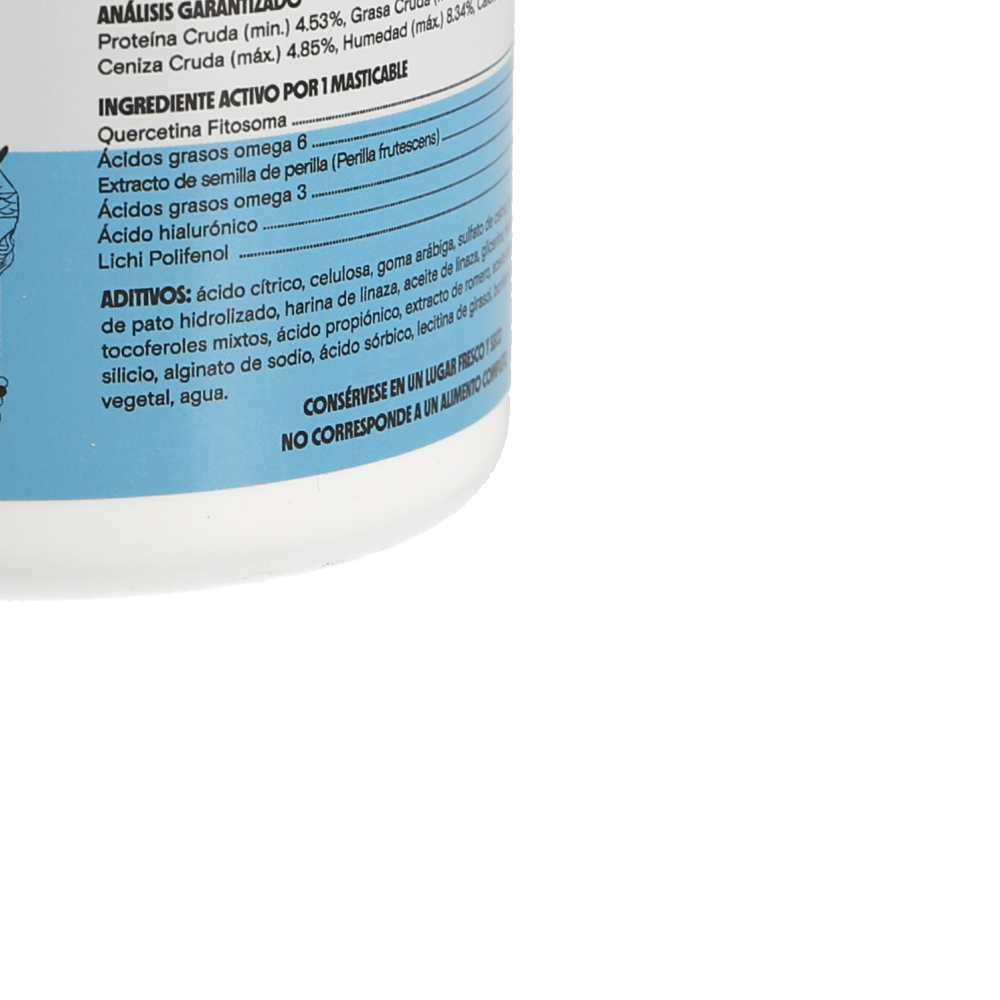 ANÁLISIS GARANTIZADO
Proteína Cruda (min.) 4.53%, Grasa Cruda
Ceniza Cruda (máx.) 4.85%, Humedad (máx.) 8.34%,
INGREDIENTE ACTIVO POR 1 MASTICABLE
Quercetina Fitosoma
Ácidos grasos omega 6
Extracto de semilla de perilla (Perilla frutescens)
Ácidos grasos omega 3
Ácido hialurónico
Lichi Polifenol
ADITIVOS: ácido cítrico, celulosa, goma arábiga, sulfato de
de pato hidrolizado, harina de linaza, aceite de linaza,
tocoferoles mixtos, ácido propiónico, extracto de romero,
silicio, alginato de sodio, ácido sórbico, lecitina de girasol,
vegetal, agua.
CONSÉRVESE EN UN LUGAR FRESCO Y SECO
NO CORRESPONDE A UN ALIMENTO COMPLETO